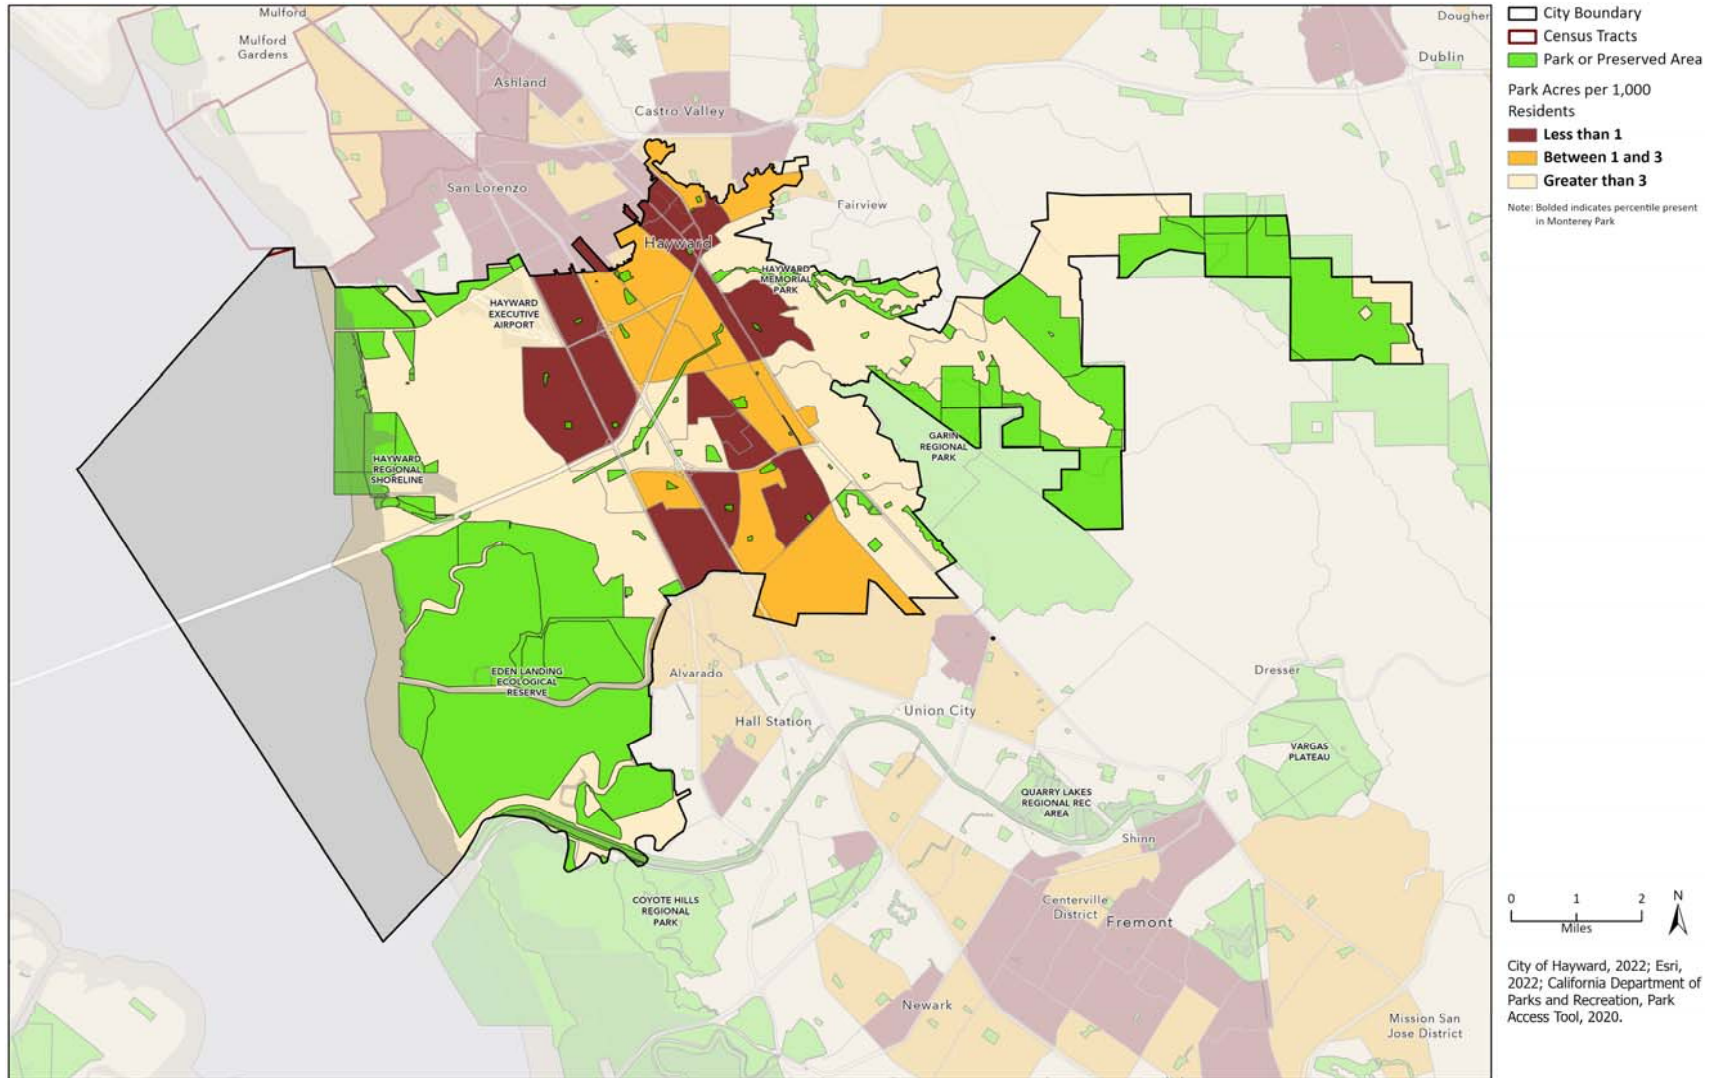 Mulford
Mulford
Gardens
Ashland
Castro Valley
San Lorenzo
Fairview
Dougher
Dublin
Hayward
HAYWARD
MEMORIAL
PARK
HAYWARD
EXECUTIVE
AIRPORT
HAYWARD
REGIONAL
SHORELINE
GARIN
REGIONAL
PARK
EDEN LANDING
ECOLOGICAL
RESERVE
Alvarado
Hall Station
Union City
Dresser
VARGAS
PLATEAU
QUARRY LAKES
REGIONAL REC
AREA
Shinn
COYOTE HILLS
REGIONAL
PARK
Centerville
District
Fremont
Newark
Mission San
Jose District
City Boundary
Census Tracts
Park or Preserved Area
Park Acres per 1,000
Residents
Less than 1
Between 1 and 3
Greater than 3
Note: Bolded indicates percentile present
in Monterey Park
0 1 2
Miles
N
City of Hayward, 2022; Esri,
2022; California Department of
Parks and Recreation, Park
Access Tool, 2020.